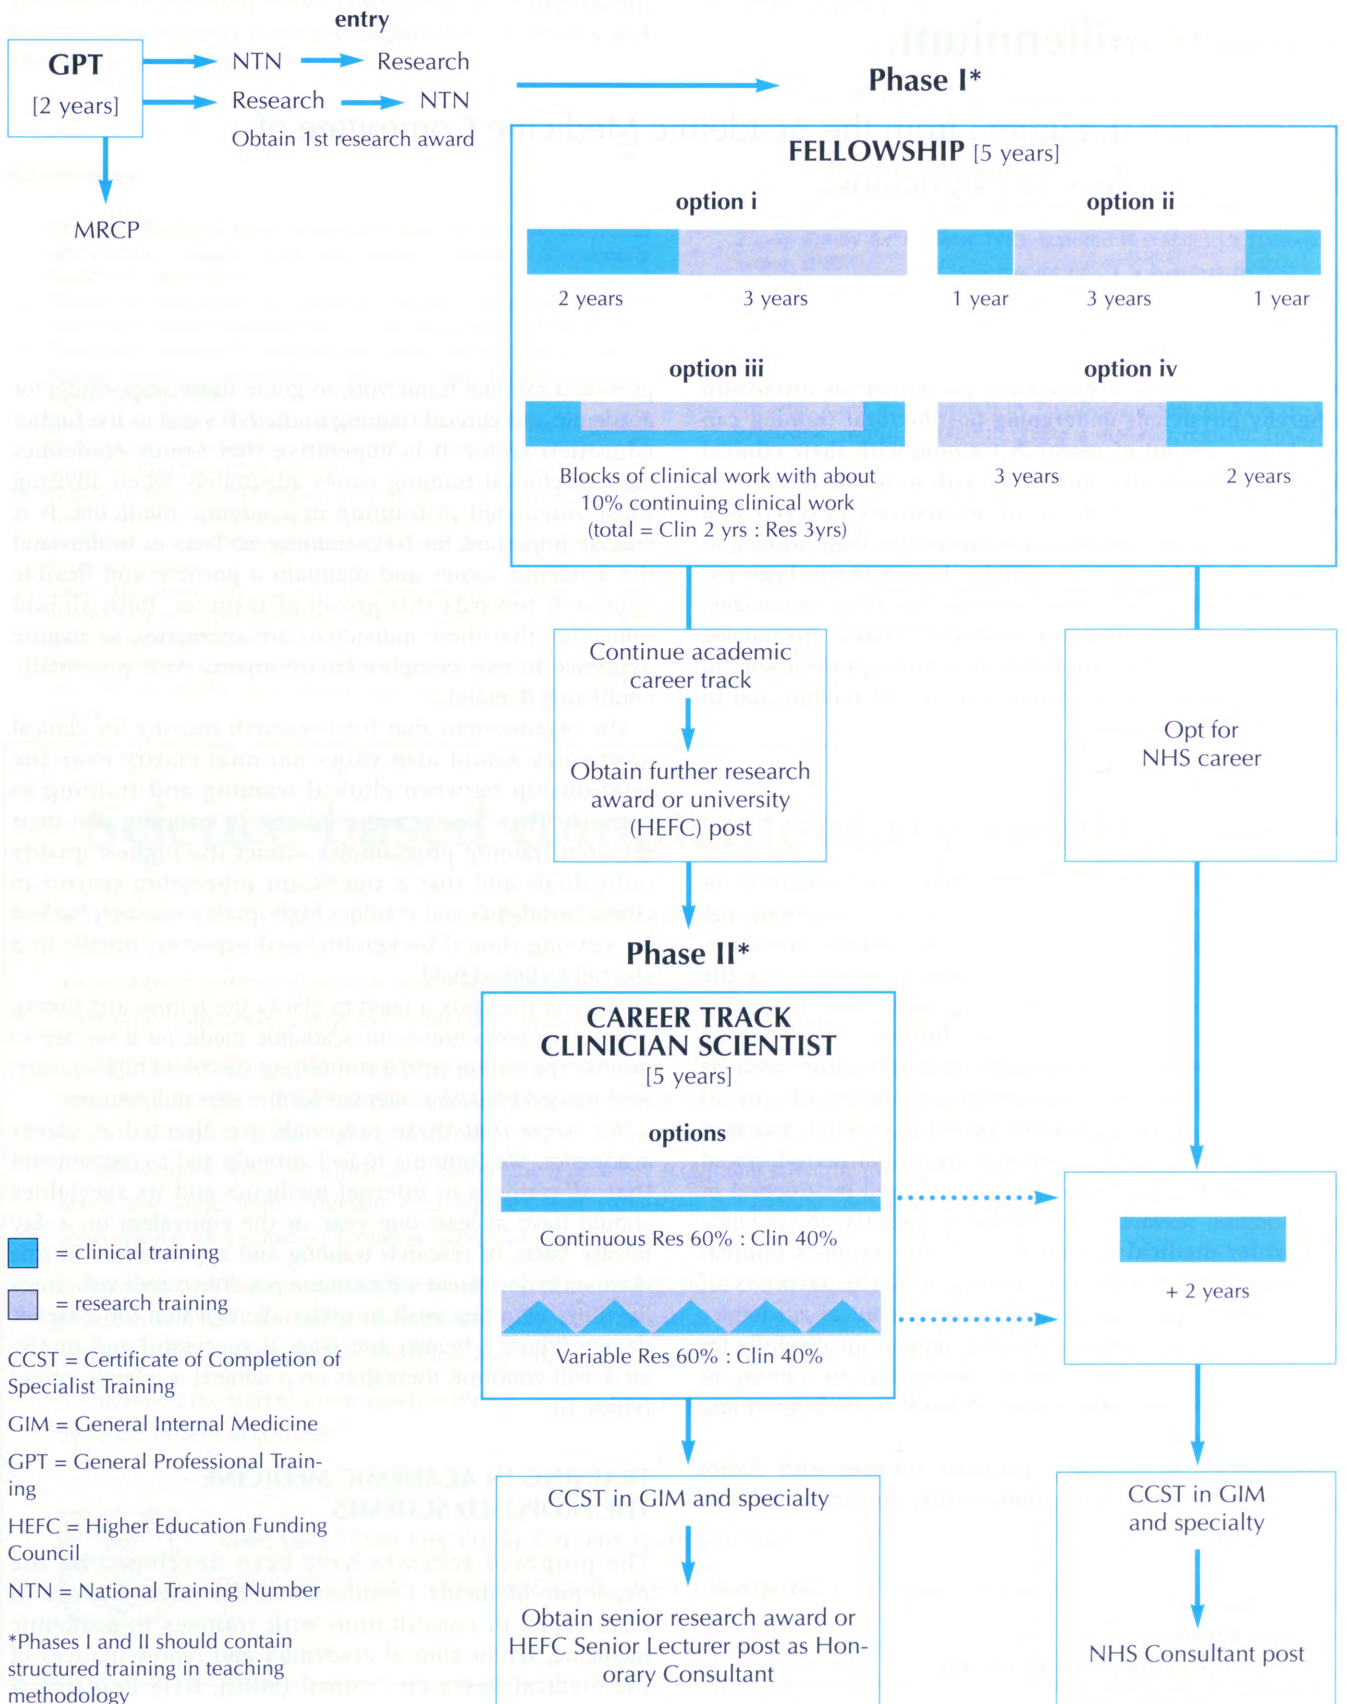 entry
GPT
[2 years]
NTN
Research
Research
NTN
Obtain 1st research award
MRCP
Phase I*
FELLOWSHIP [5 years]
option i
option ii
2 years
3 years
1 year
3 years
1 year
option iii
option iv
Blocks of clinical work with about
10% continuing clinical work
(total = Clin 2 yrs : Res 3yrs)
3 years
2 years
Continue academic
career track
Obtain further research
award or university
(HEFC) post
Opt for
NHS career
Phase II*
CAREER TRACK
CLINICIAN SCIENTIST
[5 years]
options
Continuous Res 60% : Clin 40%
Variable Res 60% : Clin 40%
+ 2 years
CCST in GIM and specialty
Obtain senior research award or
HEFC Senior Lecturer post as Hon-
orary Consultant
CCST in GIM
and specialty
NHS Consultant post
= clinical training
= research training
CCST = Certificate of Completion of
Specialist Training
GIM = General Internal Medicine
GPT = General Professional Train-
ing
HEFC = Higher Education Funding
Council
NTN = National Training Number
*Phases I and II should contain
structured training in teaching
methodology